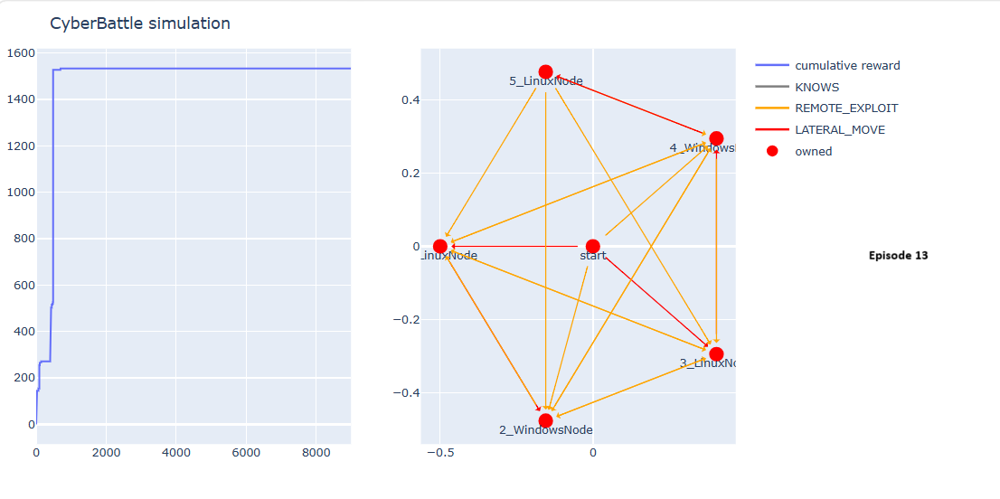 CyberBattle simulation
1600
1400
1200
1000
800
600
400
200
0
0
2000
4000
6000
8000
0.4
0.2
0
−0.2
−0.4
−0.5
0
5_LinuxNode
4_Windows
LinuxNode
start
3_LinuxNo
2_WindowsNode
cumulative reward
KNOWS
REMOTE_EXPLOIT
LATERAL_MOVE
owned
Episode 13